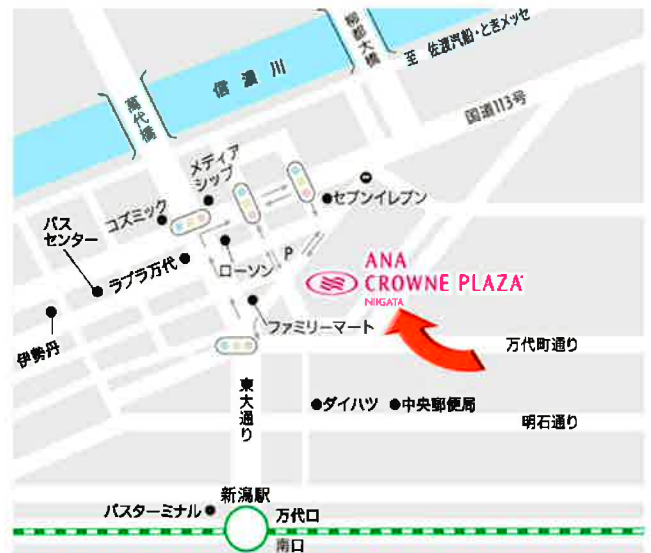 柳都大橋
至 佐渡汽船・ときメッセ
信濃川
萬代橋
国道113号
メディア
シップ
コズミック
セブンイレブン
バス
センター
ラブラ万代
ローソン
P
ANA
CROWNE PLAZA
NIIGATA
伊勢丹
ファミリーマート
万代町通り
東大通り
ダイハツ
中央郵便局
明石通り
新潟駅
バスターミナル
万代口
南口